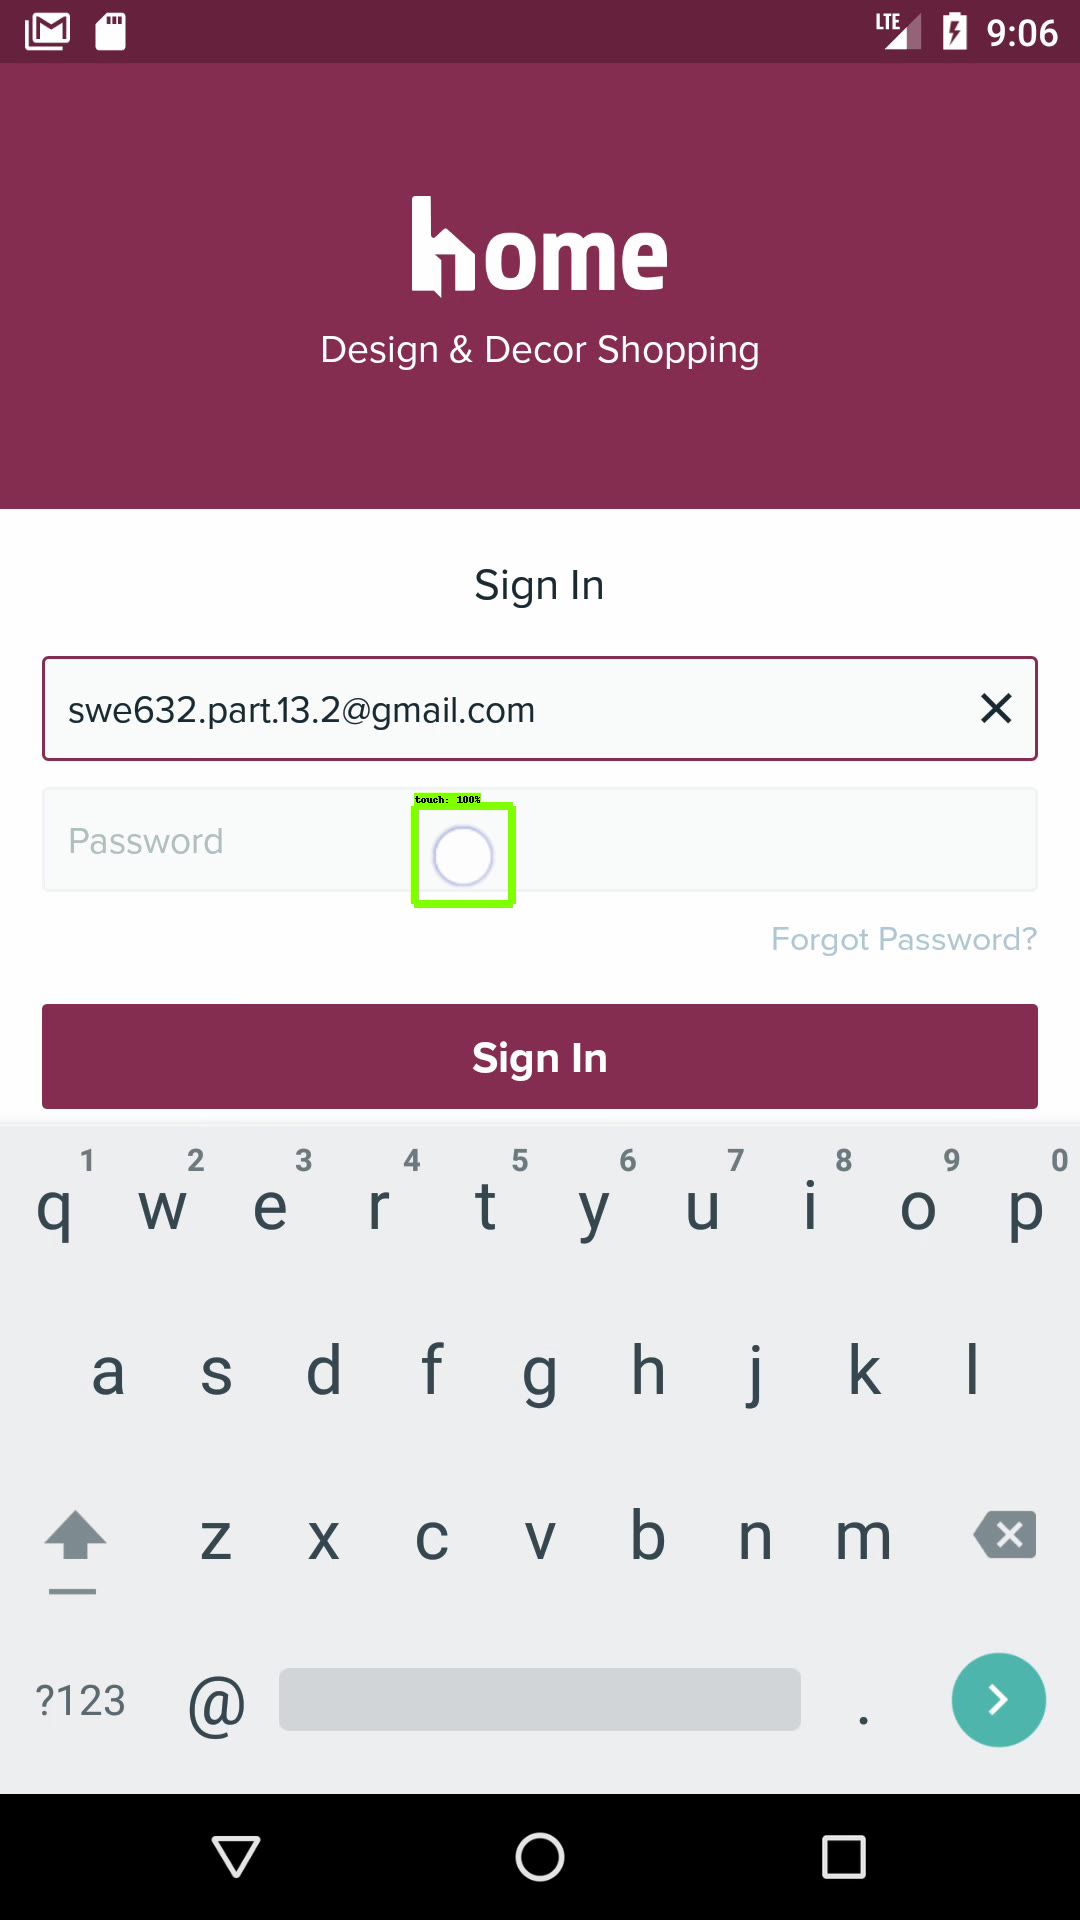 LTE 9:06
home
Design & Decor Shopping
Sign In
swe632.part.13.2@gmail.com
touch: 100%
Password
Forgot Password?
Sign In
1 2 3 4 5 6 7 8 9 0
q w e r t y u i o p
a s d f g h j k l
z x c v b n m
?123 @ .